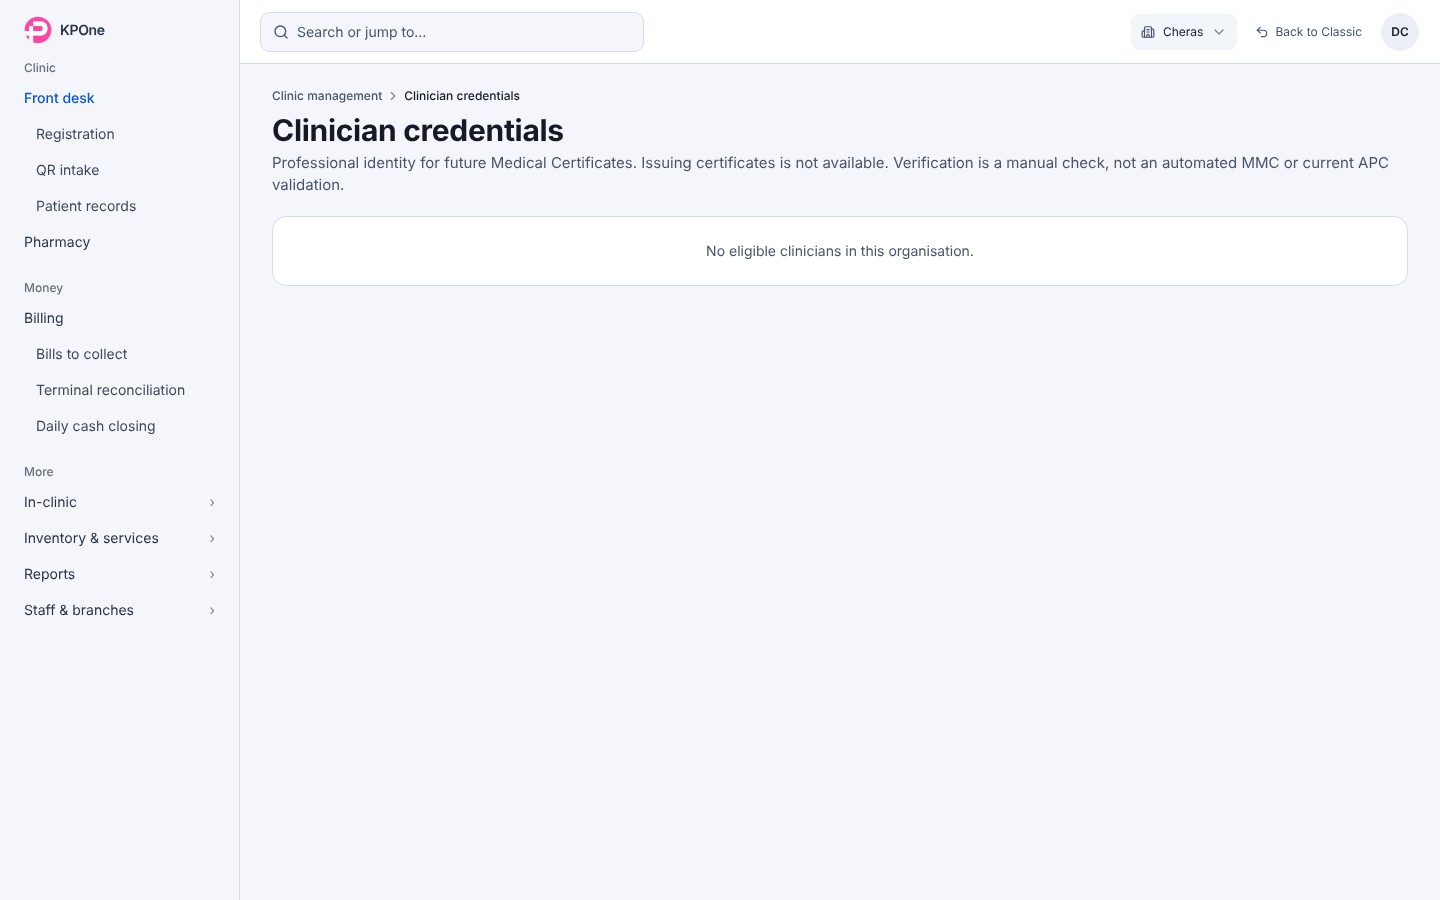 KPOne
Clinic
Front desk
Registration
QR intake
Patient records
Pharmacy
Money
Billing
Bills to collect
Terminal reconciliation
Daily cash closing
More
In-clinic
Inventory & services
Reports
Staff & branches
Search or jump to...
Cheras
Back to Classic
DC
Clinic management > Clinician credentials
Clinician credentials
Professional identity for future Medical Certificates. Issuing certificates is not available. Verification is a manual check, not an automated MMC or current APC
validation.
No eligible clinicians in this organisation.